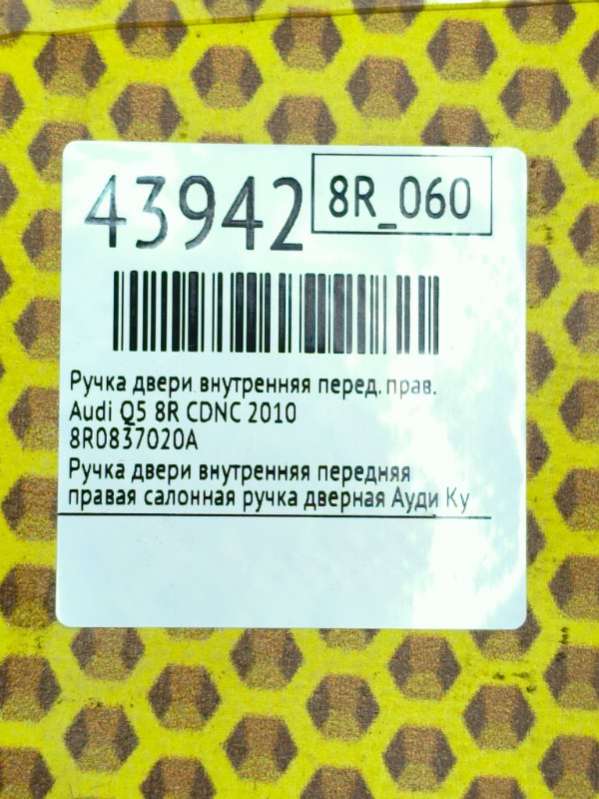 43942
8R_060
Ручка двери внутренняя перед. прав.
Audi Q5 8R CDNC 2010
8R0837020A
Ручка двери внутренняя передняя
правая салонная ручка дверная Ауди Ку